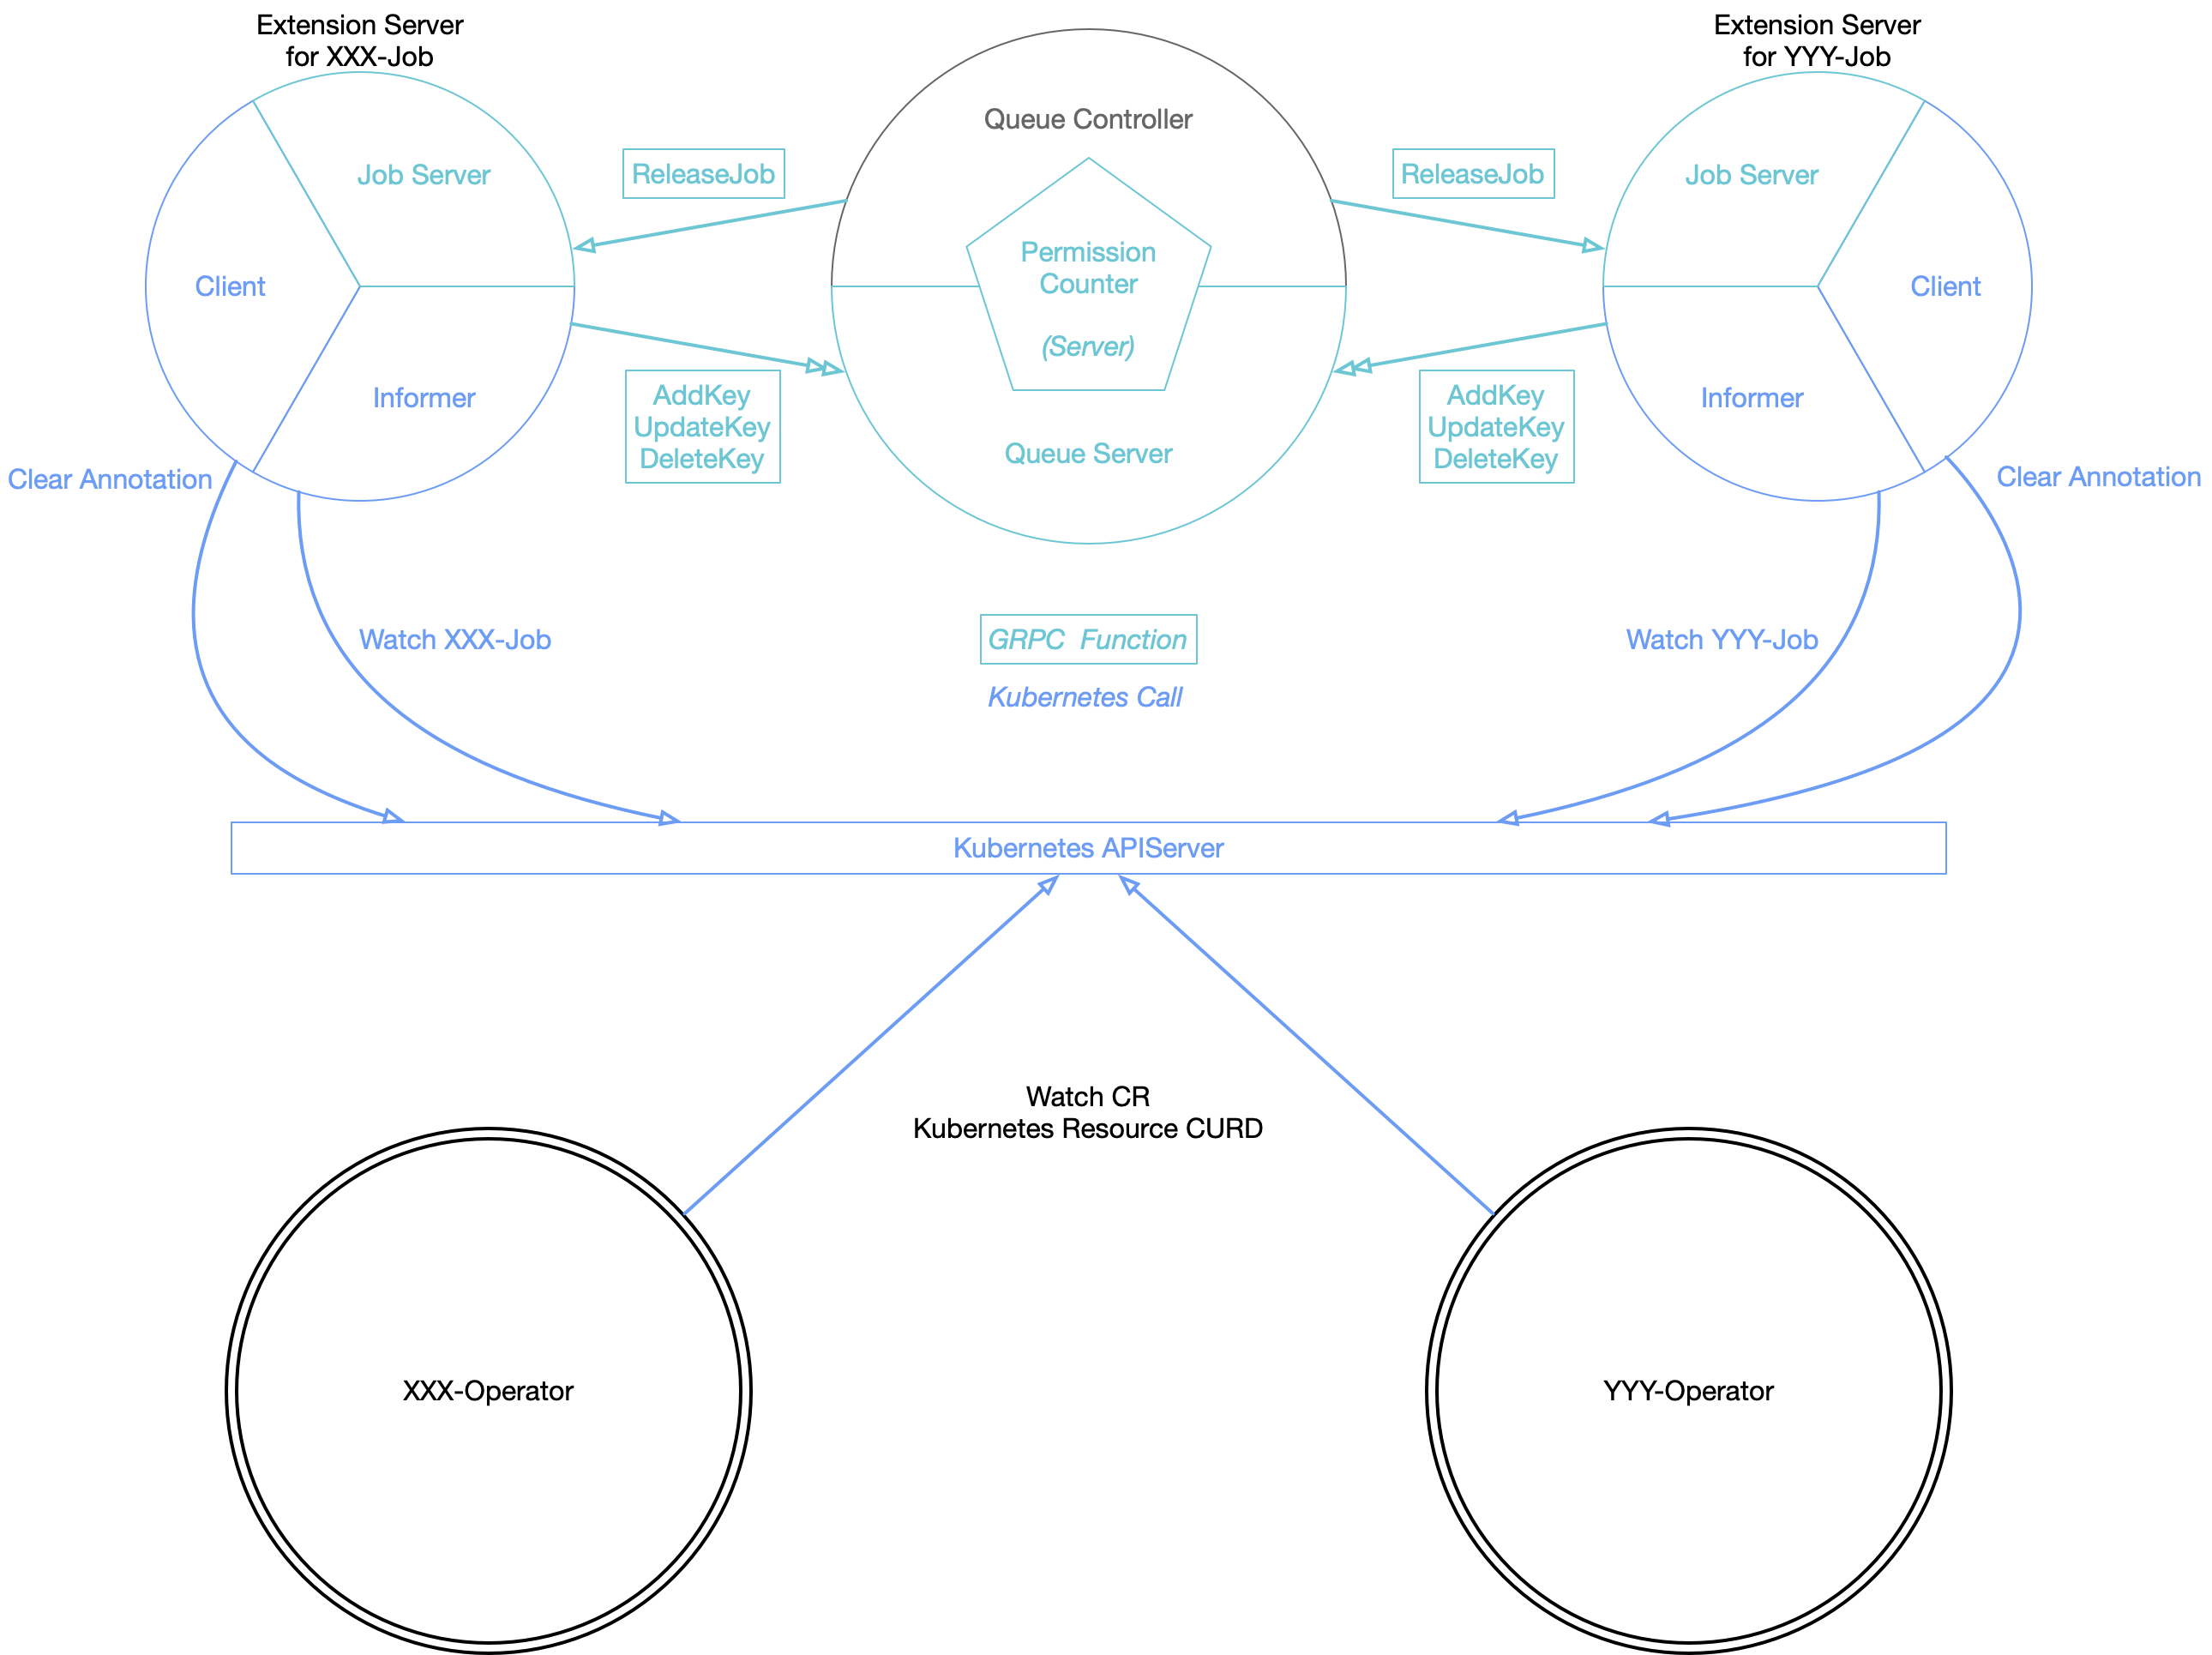 Extension Server
for XXX-Job
Extension Server
for YYY-Job
Queue Controller
Job Server
ReleaseJob
ReleaseJob
Job Server
Client
Permission
Counter
(Server)
Client
Informer
AddKey
UpdateKey
DeleteKey
Queue Server
AddKey
UpdateKey
DeleteKey
Informer
Clear Annotation
Clear Annotation
Watch XXX-Job
GRPC Function
Kubernetes Call
Watch YYY-Job
Kubernetes APIServer
Watch CR
Kubernetes Resource CURD
XXX-Operator
YYY-Operator